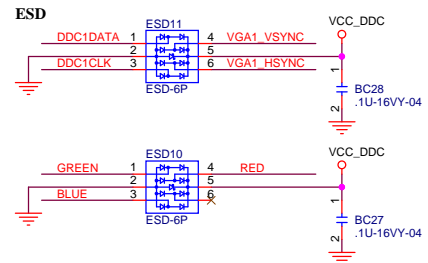 ESD
ESD11
VCC_DDC
DDC1DATA 1 4 VGA1_VSYNC
2 5
DDC1CLK 3 6 VGA1_HSYNC
ESD-6P
1
BC28
.1U-16VY-04
2
ESD10
VCC_DDC
GREEN 1 4 RED
2 5
BLUE 3 6
ESD-6P
1
BC27
.1U-16VY-04
2